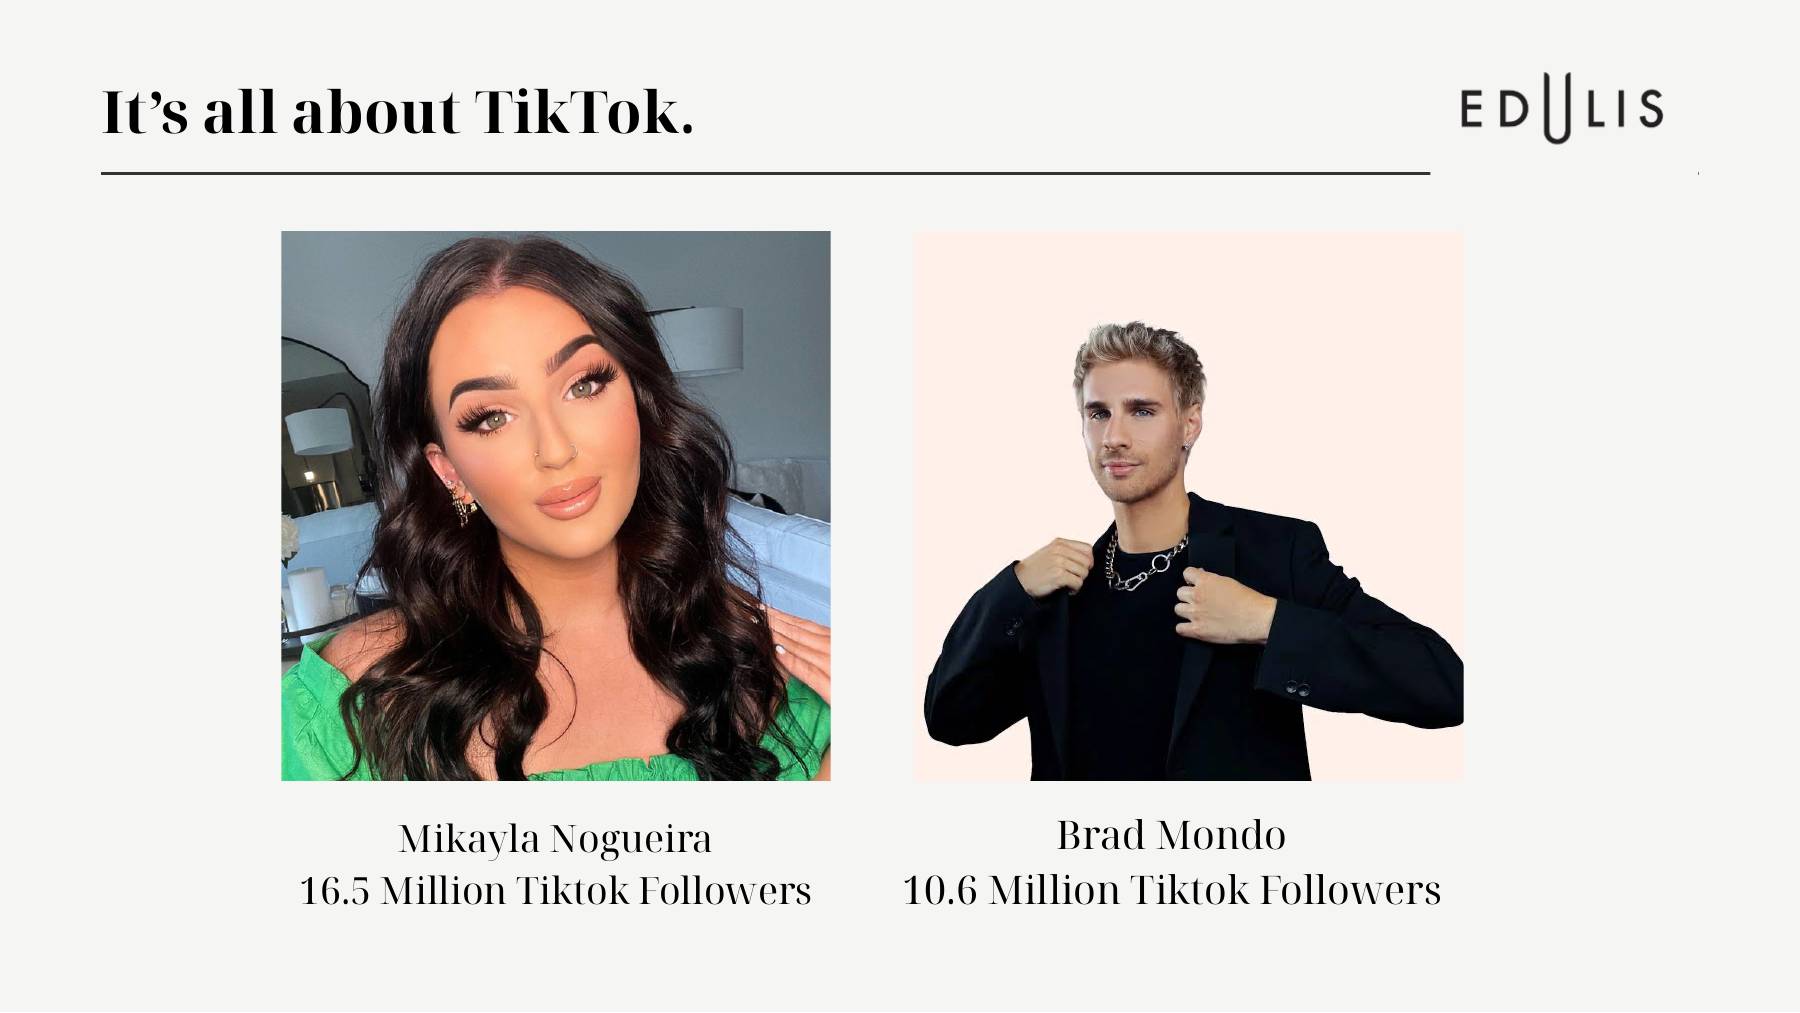 It’s all about TikTok.
EDULIS
Mikayla Nogueira
16.5 Million Tiktok Followers
Brad Mondo
10.6 Million Tiktok Followers